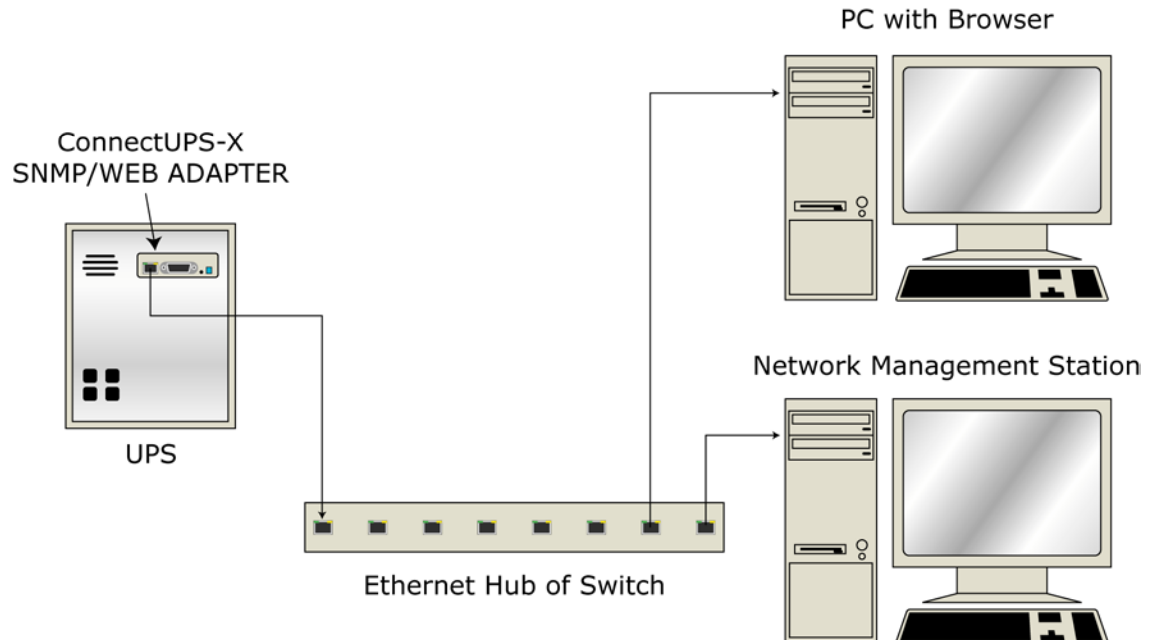 PC with Browser
ConnectUPS-X
SNMP/WEB ADAPTER
Network Management Station
UPS
Ethernet Hub of Switch